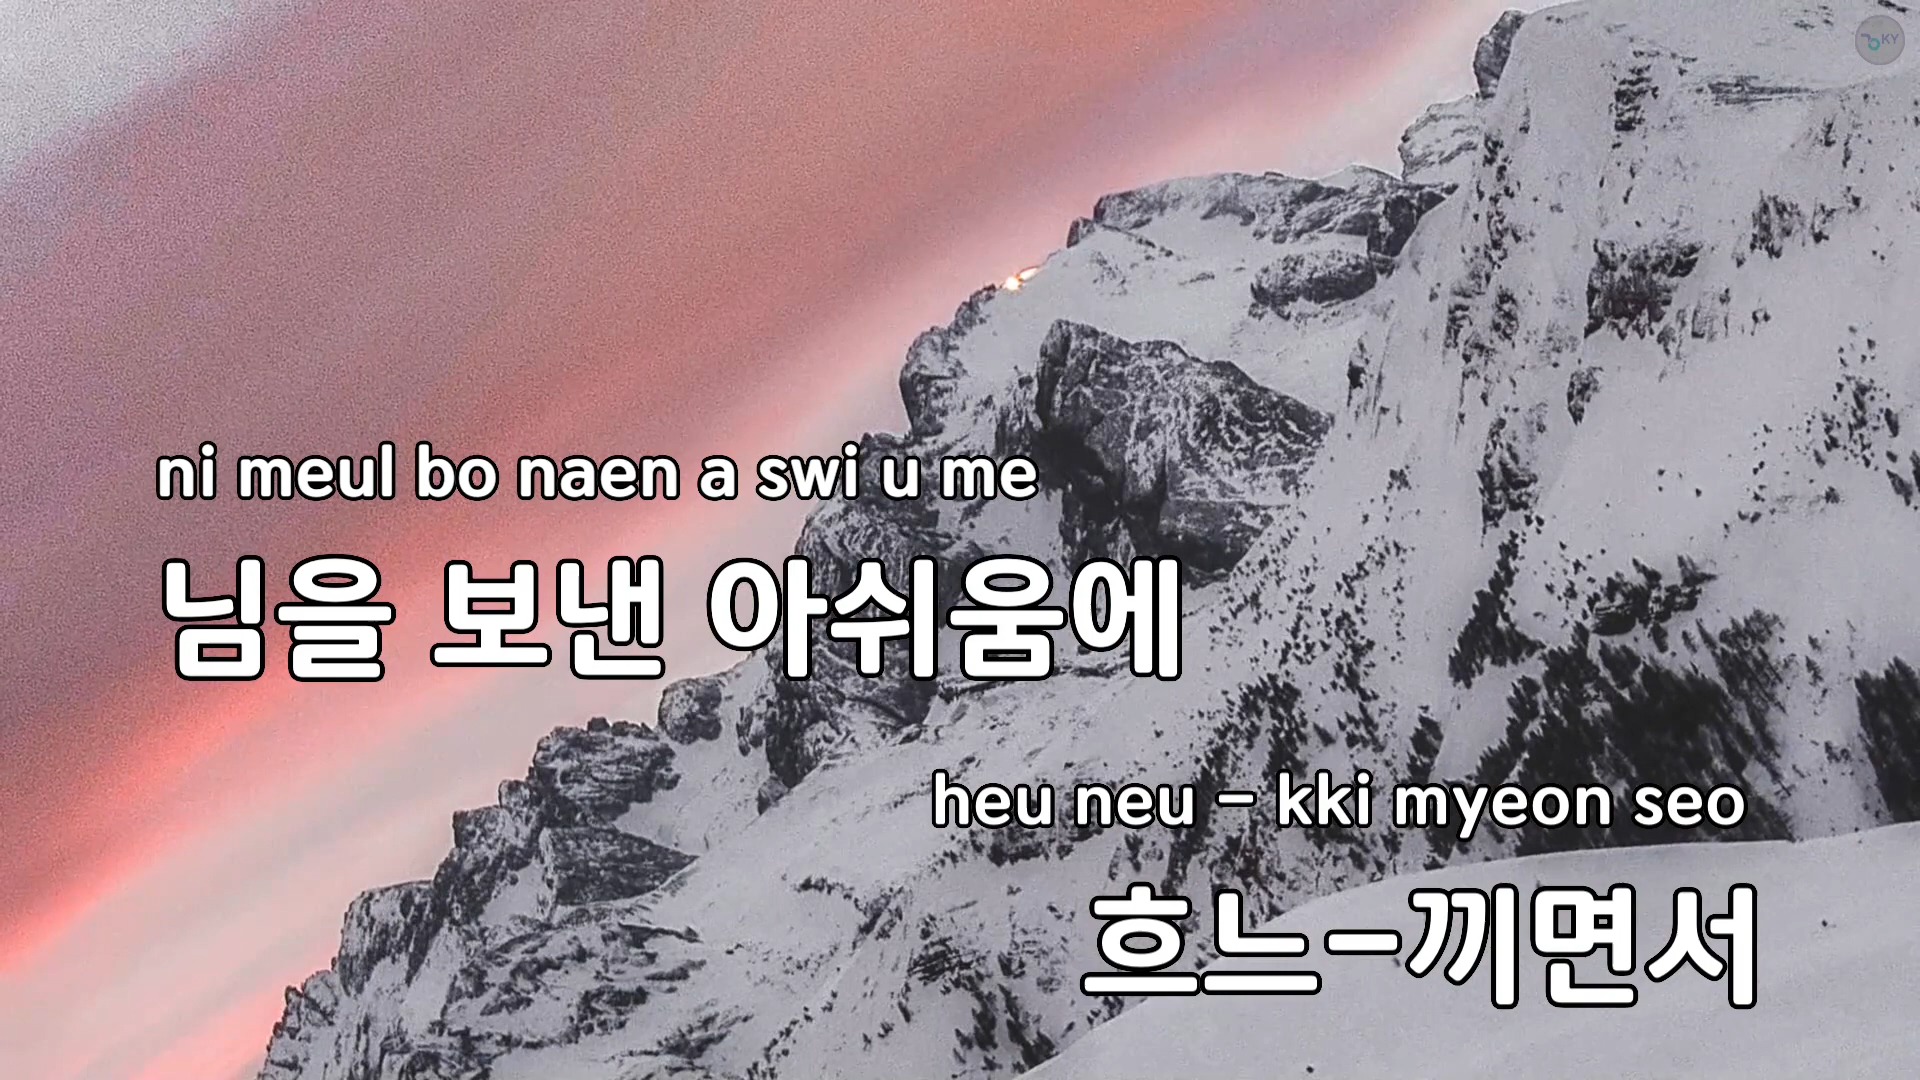 KY
ni meul bo naen a swi u me
님을 보낸 아쉬움에
heu neu - kki myeon seo
흐느-끼면서